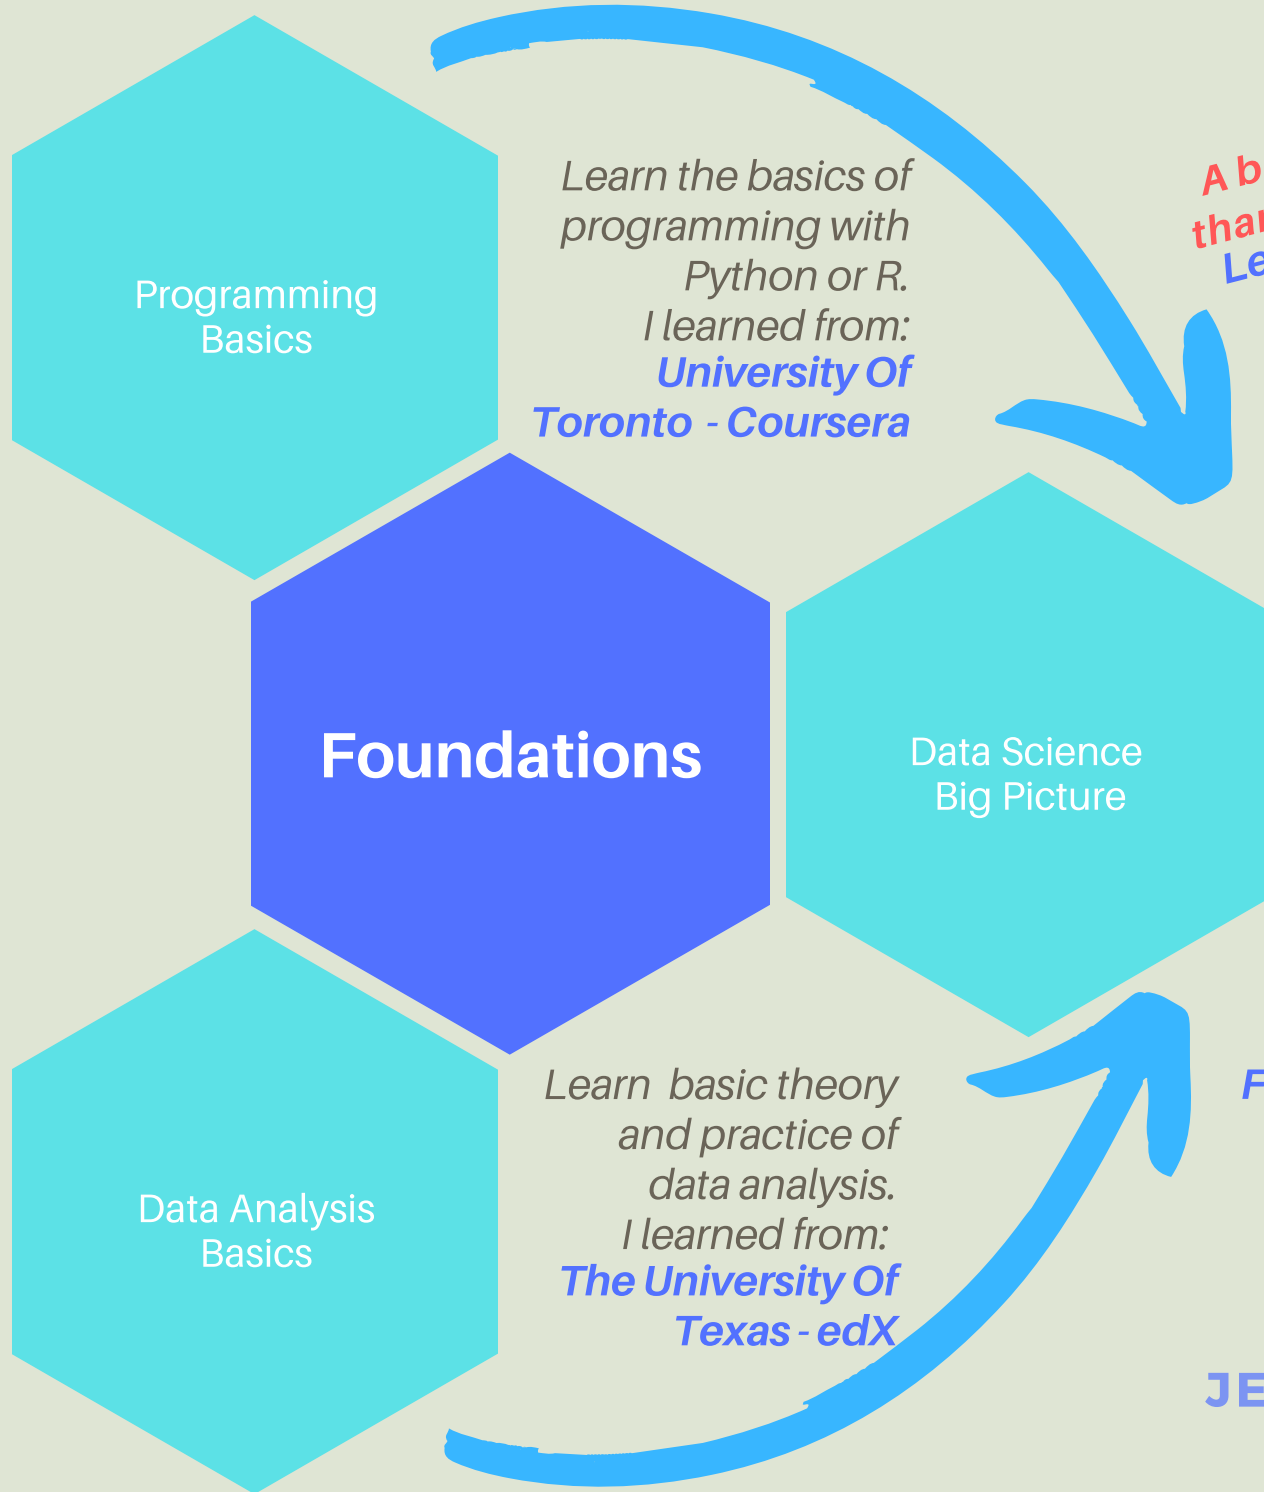 Programming
Basics
Learn the basics of
programming with
Python or R.
I learned from:
University Of
Toronto - Coursera
A
Foundations
Data Science
Big Picture
Data Analysis
Basics
Learn basic theory
and practice of
data analysis.
I learned from:
The University Of
Texas - edX